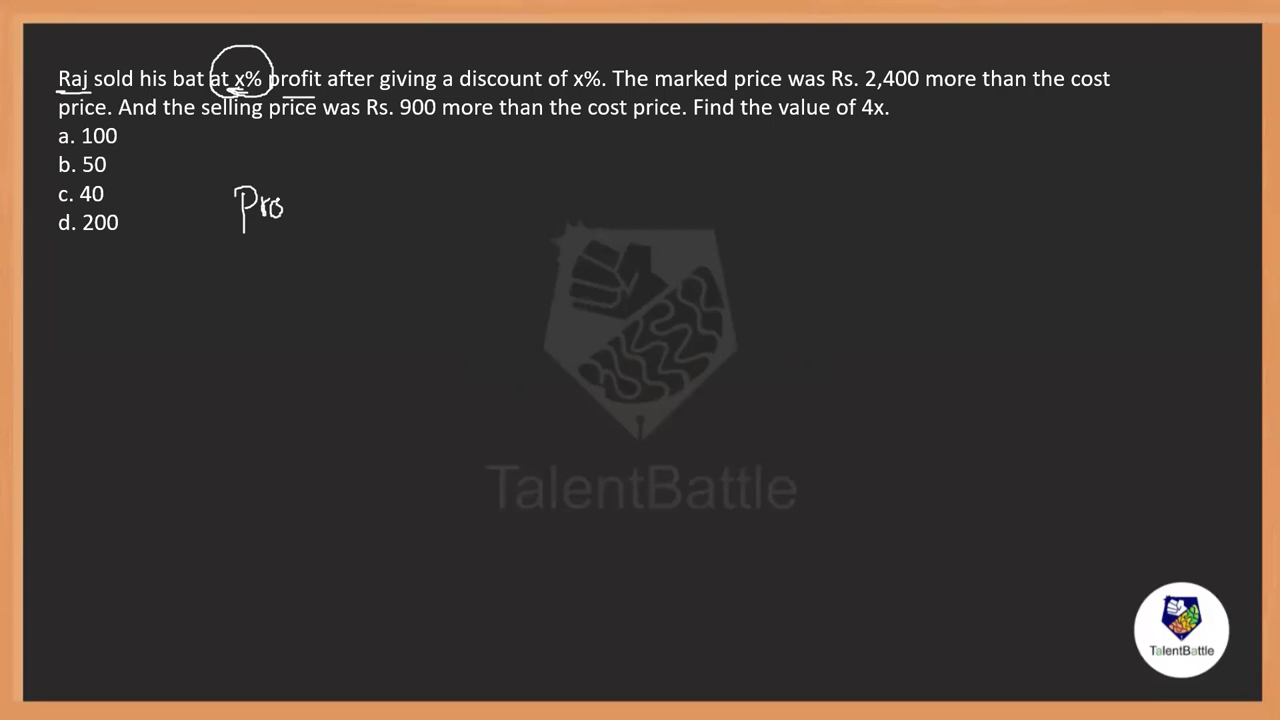 Raj sold his bat at x% profit after giving a discount of x%. The marked price was Rs. 2,400 more than the cost
price. And the selling price was Rs. 900 more than the cost price. Find the value of 4x.
a. 100
b. 50
c. 40
d. 200
Pro
TalentBattle
TalentBattle